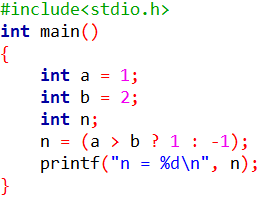 #include<stdio.h>
int main()
{
    int a = 1;
    int b = 2;
    int n;
    n = (a > b ? 1 : -1);
    printf("n = %d\n", n);
}